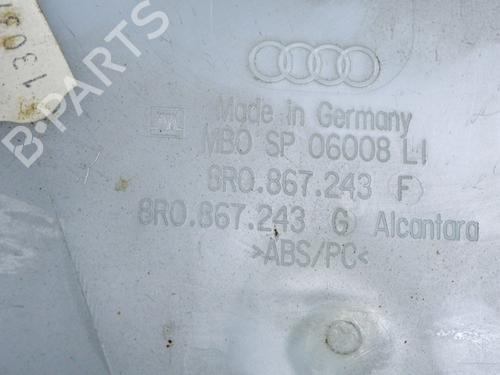 B-PARTS
Made in Germany
MBO SP 06008 LI
8R0.867.243 F
8R0.867.243 G Alcantara
>ABS/PC<